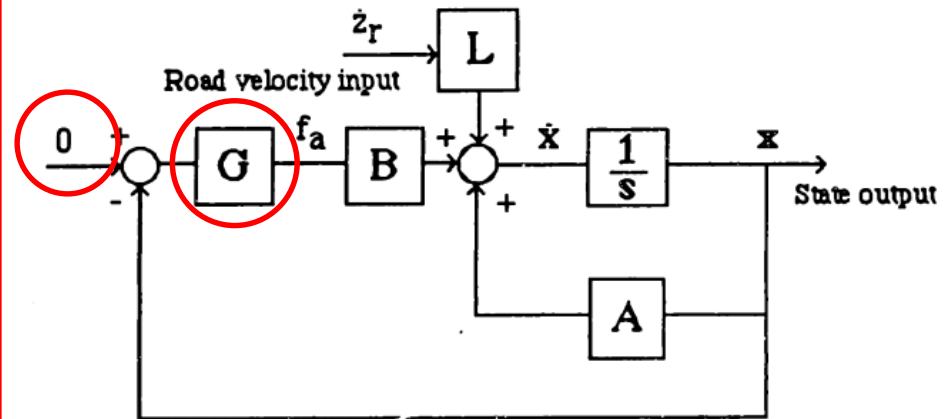 żr
L
Road velocity input
0
+
G
fa
B
+
+
ẋ
1
s
x
State output
-
+
A